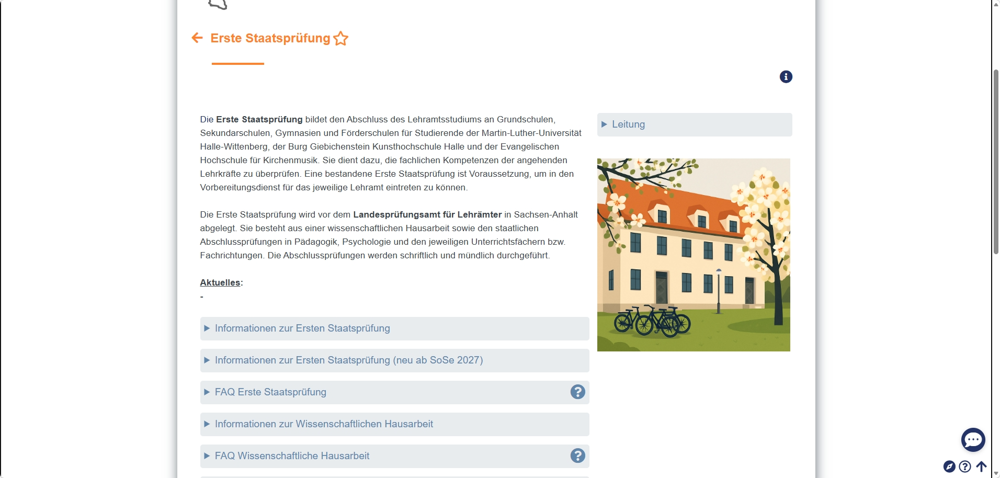 Erste Staatsprüfung
Die Erste Staatsprüfung bildet den Abschluss des Lehramtsstudiums an Grundschulen,
Sekundarschulen, Gymnasien und Förderschulen für Studierende der Martin-Luther-Universität
Halle-Wittenberg, der Burg Giebichenstein Kunsthochschule Halle und der Evangelischen
Hochschule für Kirchenmusik. Sie dient dazu, die fachlichen Kompetenzen der angehenden
Lehrkräfte zu überprüfen. Eine bestandene Erste Staatsprüfung ist Voraussetzung, um in den
Vorbereitungsdienst für das jeweilige Lehramt eintreten zu können.
Die Erste Staatsprüfung wird vor dem Landesprüfungsamt für Lehrämter in Sachsen-Anhalt
abgelegt. Sie besteht aus einer wissenschaftlichen Hausarbeit sowie den staatlichen
Abschlussprüfungen in Pädagogik, Psychologie und den jeweiligen Unterrichtsfächern bzw.
Fachrichtungen. Die Abschlussprüfungen werden schriftlich und mündlich durchgeführt.
Aktuelles:
-
Informationen zur Ersten Staatsprüfung
Informationen zur Ersten Staatsprüfung (neu ab SoSe 2027)
FAQ Erste Staatsprüfung
Informationen zur Wissenschaftlichen Hausarbeit
FAQ Wissenschaftliche Hausarbeit
Leitung